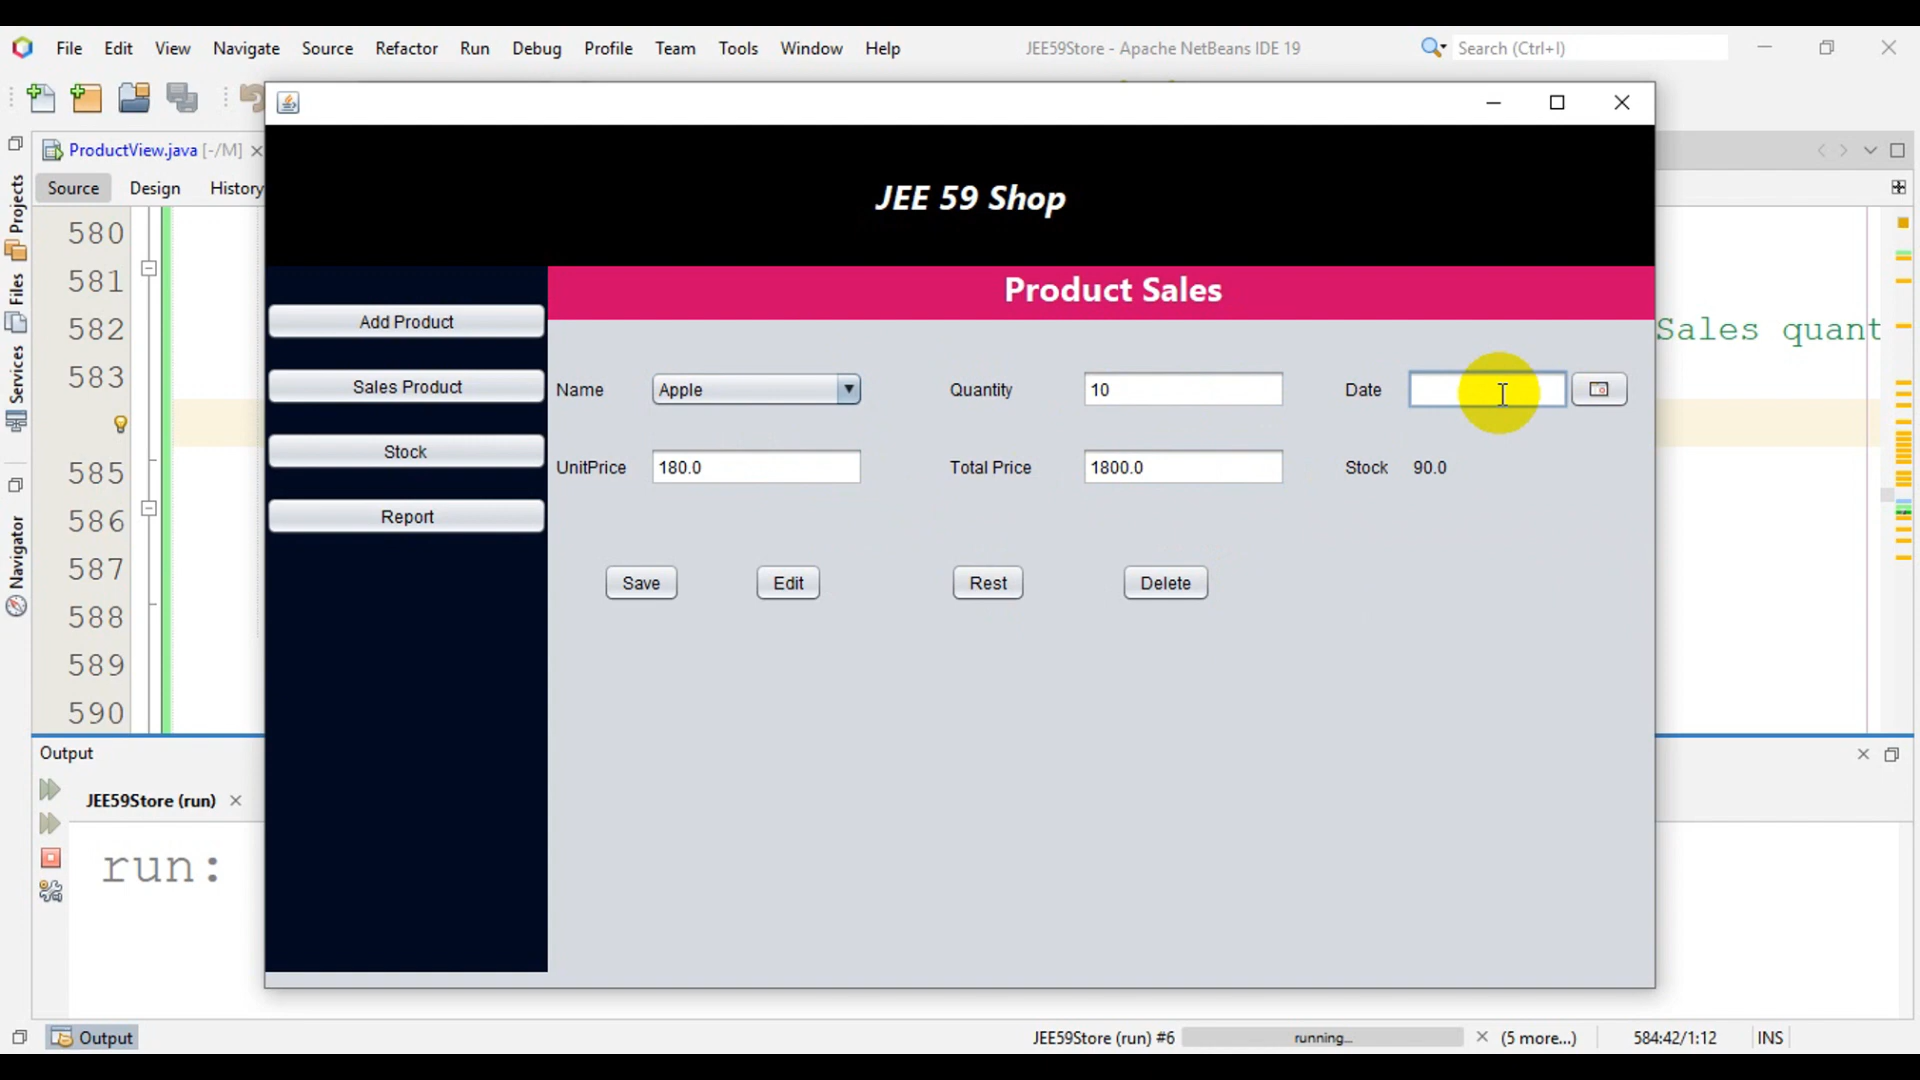 File Edit View Navigate Source Refactor Run Debug Profile Team Tools Window Help JEE59Store - Apache NetBeans IDE 19 Search (Ctrl+I)
ProductView.java [-/M]
Source Design History
Projects
Files
Services
Navigator
580
581
582
583
585
586
587
588
589
590
Sales quant
JEE 59 Shop
Product Sales
Add Product
Sales Product
Stock
Report
Name Apple Quantity 10 Date
UnitPrice 180.0 Total Price 1800.0 Stock 90.0
Save Edit Rest Delete
Output
JEE59Store (run)
run:
Output JEE59Store (run) #6 running... (5 more...) 584:42/1:12 INS